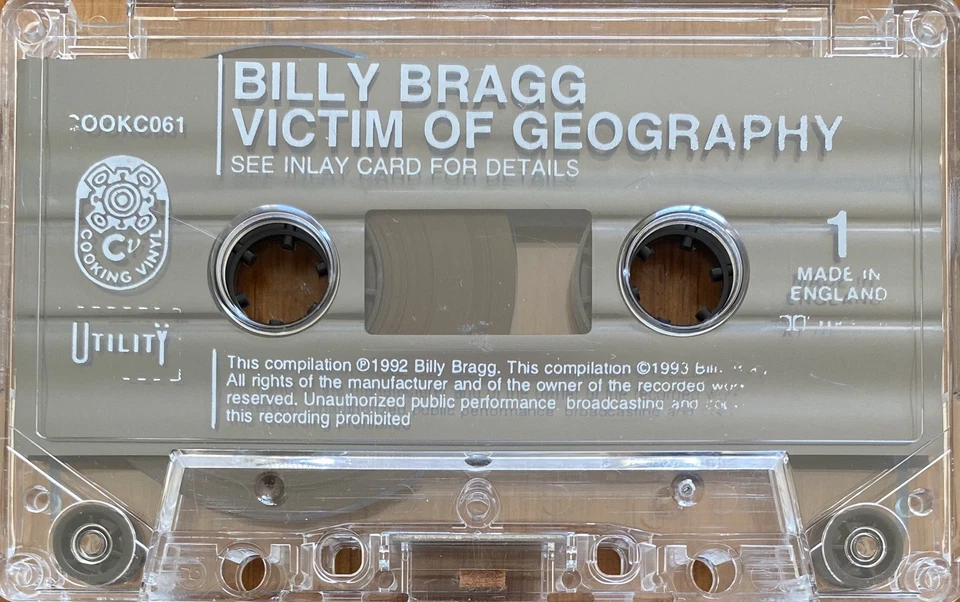 BILLY BRAGG
VICTIM OF GEOGRAPHY
SEE INLAY CARD FOR DETAILS
COOKC061
CV
COOKING VINYL
UTILITY
1
MADE IN
ENGLAND
This compilation ℗1992 Billy Bragg. This compilation ©1993
All rights of the manufacturer and of the owner of the recorded
reserved. Unauthorized public performance broadcasting and
this recording prohibited